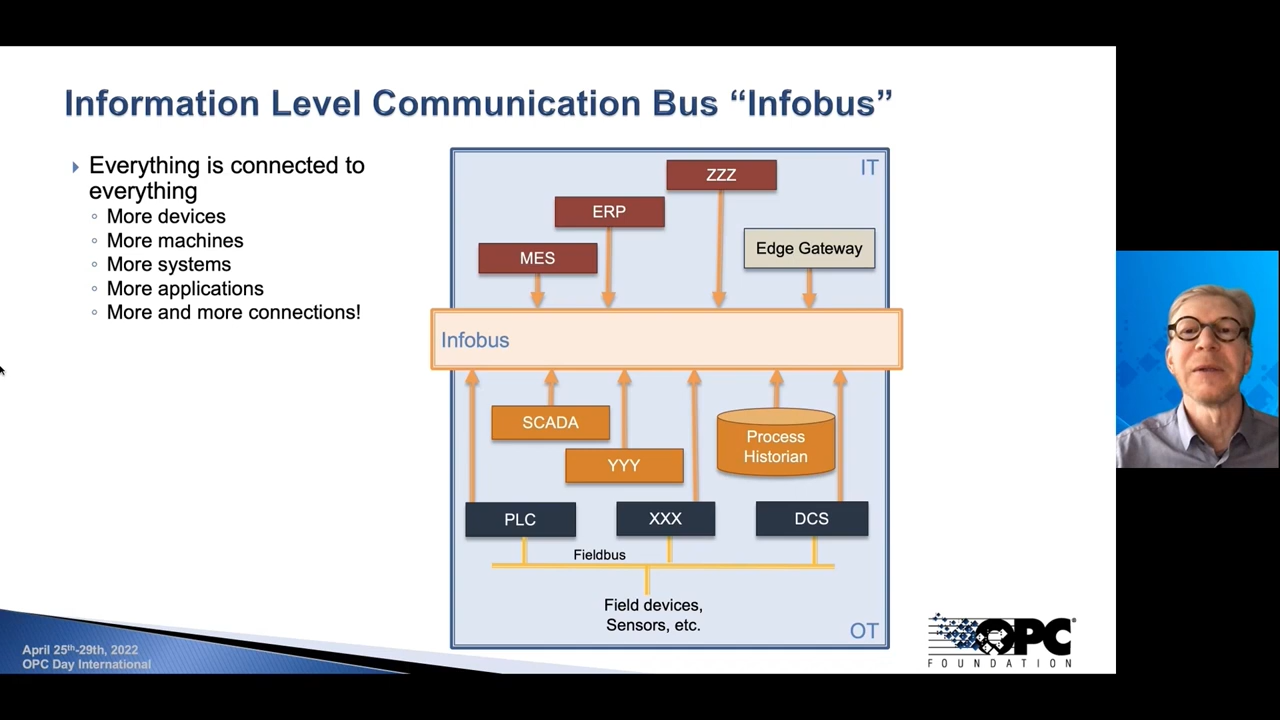 Information Level Communication Bus “Infobus”
Everything is connected to
everything
More devices
More machines
More systems
More applications
More and more connections!
IT
ZZZ
ERP
MES
Edge Gateway
Infobus
SCADA
YYY
Process
Historian
PLC
XXX
DCS
Fieldbus
Field devices,
Sensors, etc.
OT
April 25th-29th, 2022
OPC Day International
OPC
FOUNDATION